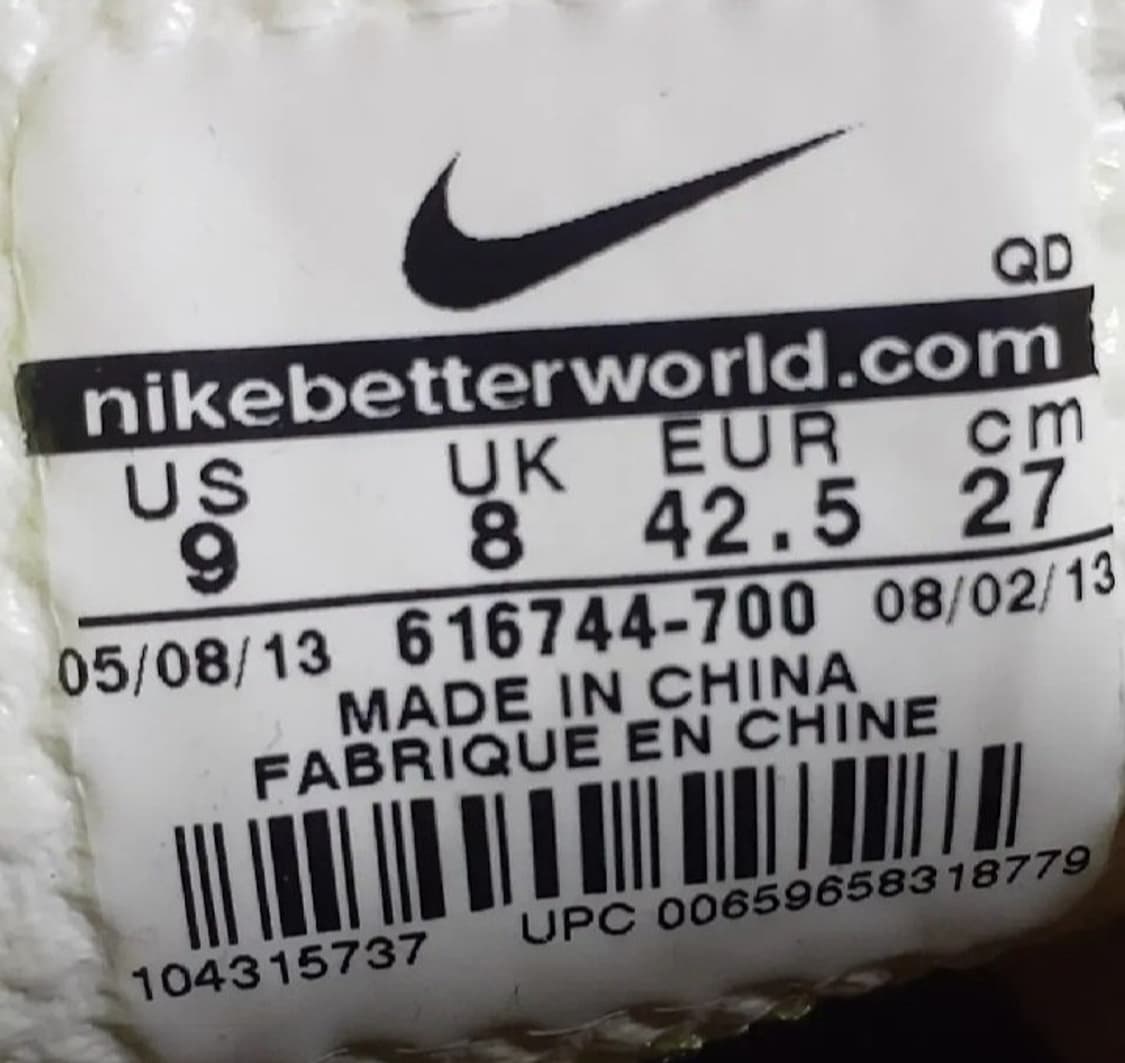 QD
nikebetterworld.com
US UK EUR cm
9 8 42.5 27
05/08/13 616744-700 08/02/13
MADE IN CHINA
FABRIQUE EN CHINE
104315737 UPC 00659658318779